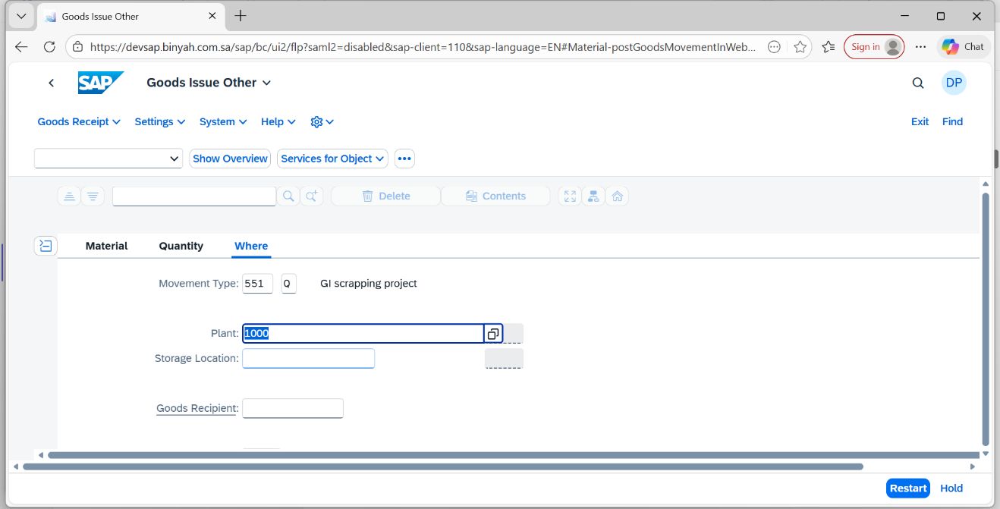 Goods Issue Other
https://devsap.binyah.com.sa/sap/bc/ui2/flp?saml2=disabled&sap-client=110&sap-language=EN#Material-postGoodsMovementInWeb...
Sign in
Chat
SAP
Goods Issue Other
DP
Goods Receipt
Settings
System
Help
Exit
Find
Show Overview
Services for Object
Delete
Contents
Material
Quantity
Where
Movement Type: 551 Q GI scrapping project
Plant: 1000
Storage Location:
Goods Recipient:
Restart
Hold